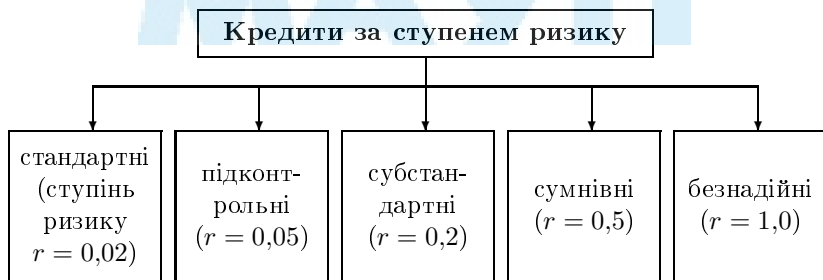 МАУП
Кредити за ступенем ризику
стандартні
(ступінь
ризику
r = 0,02)
підконт-
рольні
(r = 0,05)
субстан-
дартні
(r = 0,2)
сумнівні
(r = 0,5)
безнадійні
(r = 1,0)